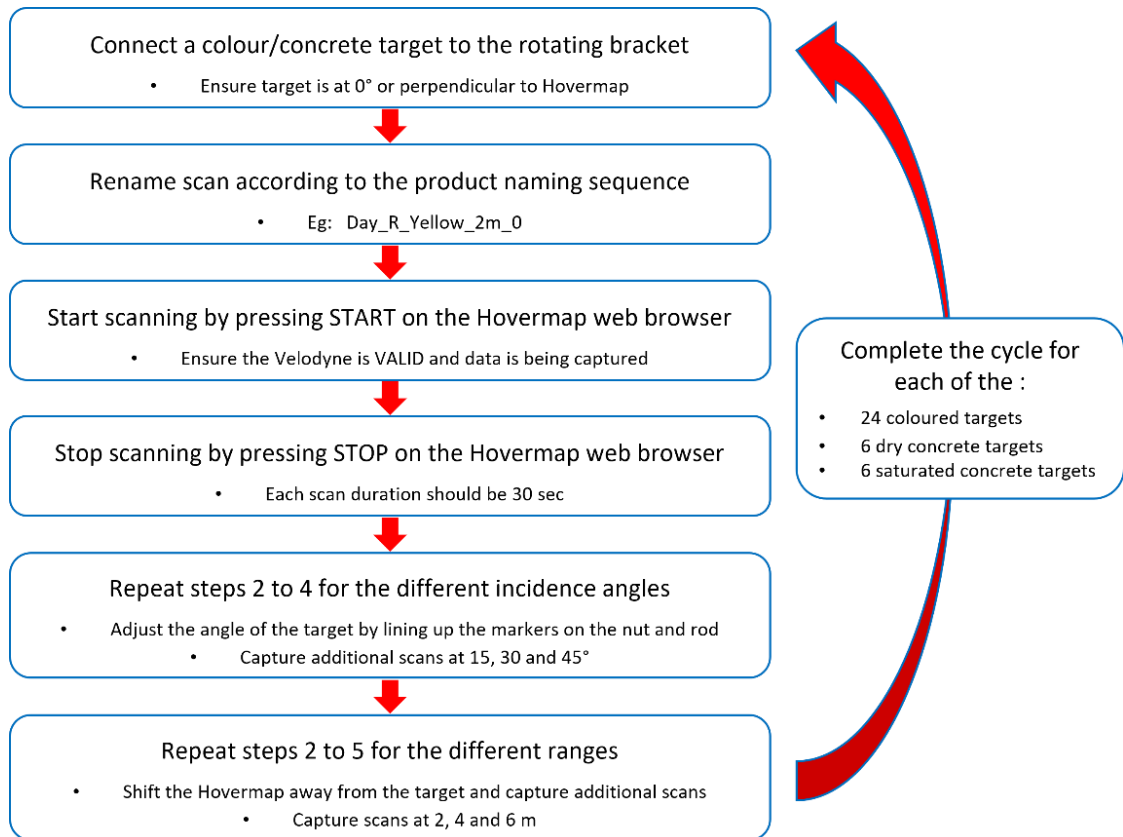 Connect a colour/concrete target to the rotating bracket
• Ensure target is at 0° or perpendicular to Hovermap
Rename scan according to the product naming sequence
• Eg: Day_R_Yellow_2m_0
Start scanning by pressing START on the Hovermap web browser
• Ensure the Velodyne is VALID and data is being captured
Stop scanning by pressing STOP on the Hovermap web browser
• Each scan duration should be 30 sec
Repeat steps 2 to 4 for the different incidence angles
• Adjust the angle of the target by lining up the markers on the nut and rod
• Capture additional scans at 15, 30 and 45°
Repeat steps 2 to 5 for the different ranges
• Shift the Hovermap away from the target and capture additional scans
• Capture scans at 2, 4 and 6 m
Complete the cycle for
each of the :
• 24 coloured targets
• 6 dry concrete targets
• 6 saturated concrete targets